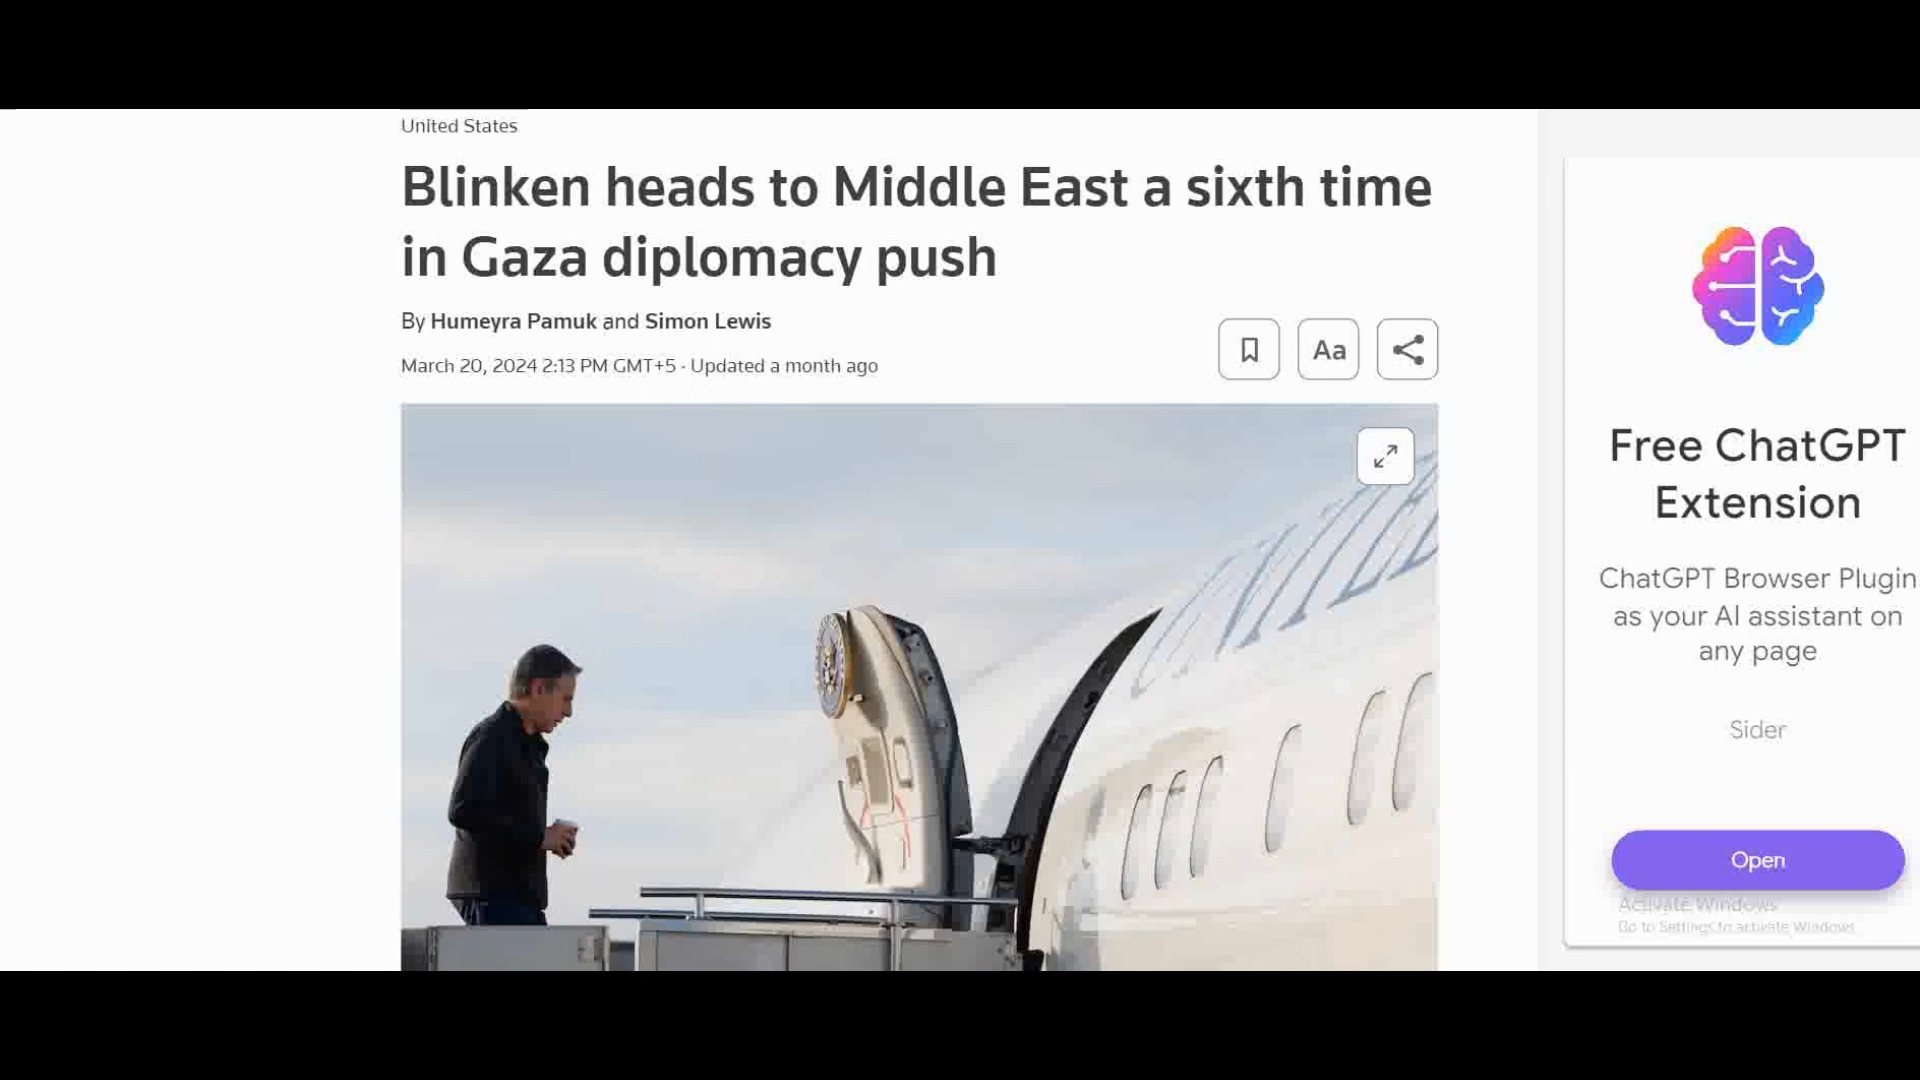 United States
Blinken heads to Middle East a sixth time
in Gaza diplomacy push
By Humeyra Pamuk and Simon Lewis
March 20, 2024 2:13 PM GMT+5 · Updated a month ago
Aa
Free ChatGPT
Extension
ChatGPT Browser Plugin
as your AI assistant on
any page
Sider
Open
Activate Windows
Go to Settings to activate Windows.